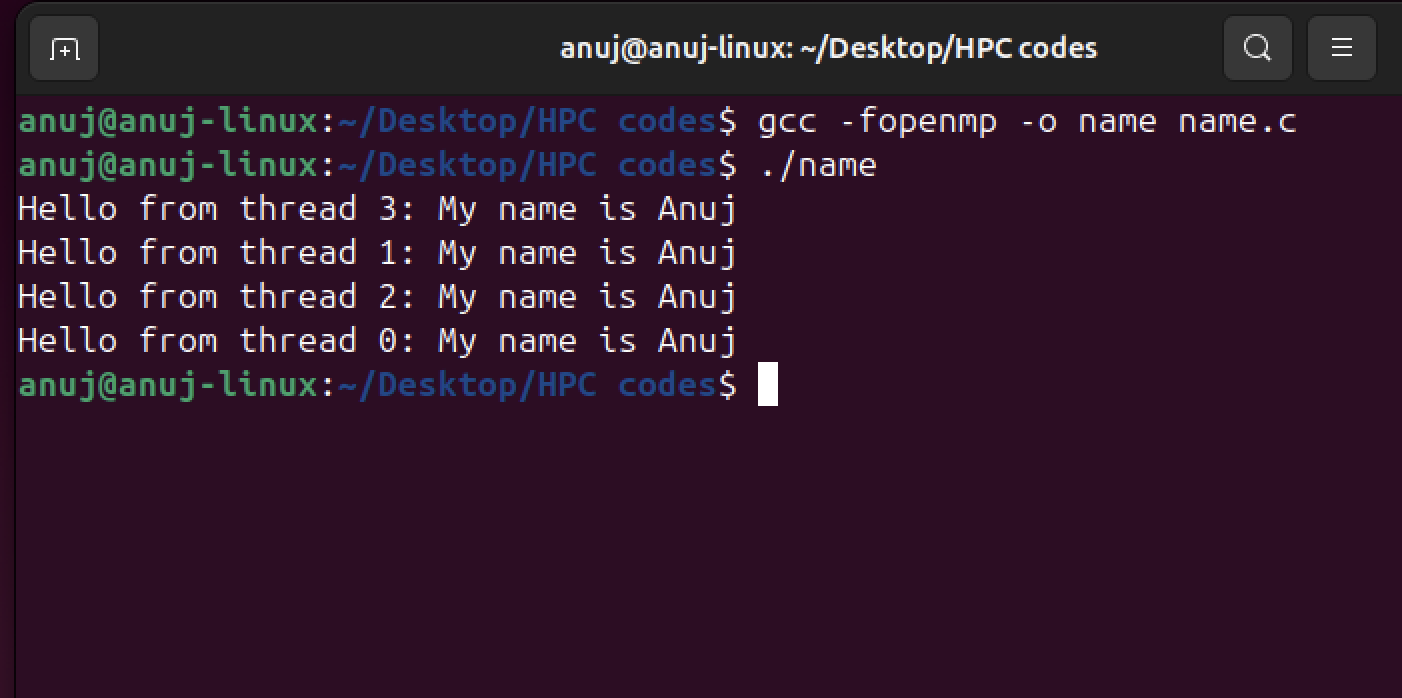 anuj@anuj-linux: ~/Desktop/HPC codes
anuj@anuj-linux:~/Desktop/HPC codes$ gcc -fopenmp -o name name.c
anuj@anuj-linux:~/Desktop/HPC codes$ ./name
Hello from thread 3: My name is Anuj
Hello from thread 1: My name is Anuj
Hello from thread 2: My name is Anuj
Hello from thread 0: My name is Anuj
anuj@anuj-linux:~/Desktop/HPC codes$